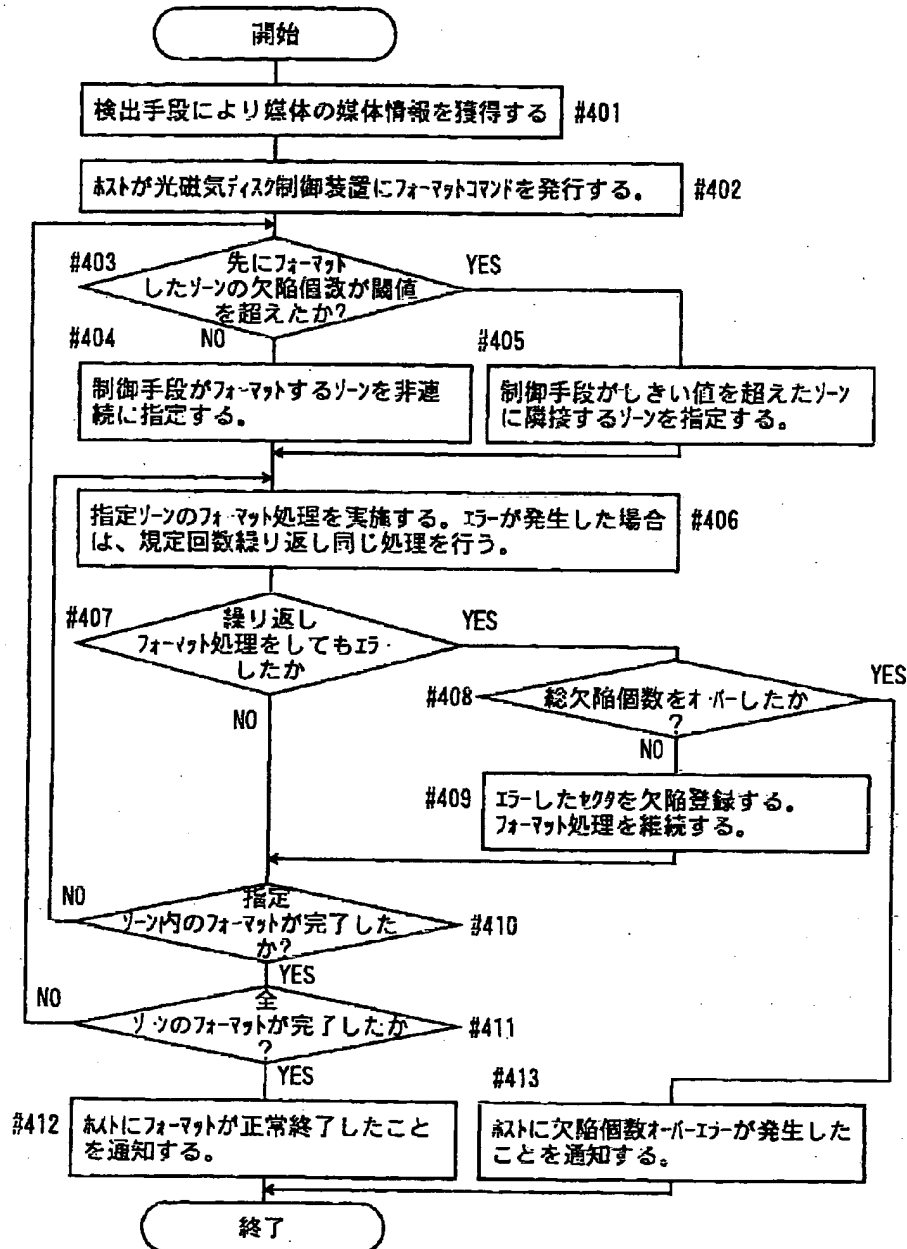 開始
検出手段により媒体の媒体情報を獲得する
#401
ホストが光磁気ディスク制御装置にフォーマットコマンドを発行する。
#402
#403
先にフォーマット
したゾーンの欠陥個数が閾値
を超えたか?
YES
NO
#404
制御手段がフォーマットするゾーンを非連
続に指定する。
#405
制御手段がしきい値を超えたゾーン
に隣接するゾーンを指定する。
指定ゾーンのフォーマット処理を実施する。エラーが発生した場合
は、規定回数繰り返し同じ処理を行う。
#406
#407
繰り返し
フォーマット処理をしてもエラー
したか
YES
NO
#408
総欠陥個数をオーバーしたか
?
YES
NO
#409
エラーしたセクタを欠陥登録する。
フォーマット処理を継続する。
NO
指定
ゾーン内のフォーマットが完了した
か?
#410
YES
NO
全
ゾーンのフォーマットが完了したか
?
#411
YES
#412
ホストにフォーマットが正常終了したこと
を通知する。
#413
ホストに欠陥個数オーバーエラーが発生した
ことを通知する。
終了